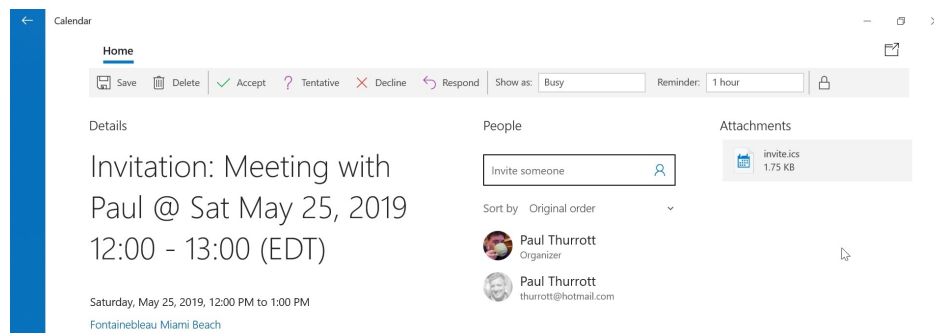 Calendar
Home
Save Delete Accept Tentative Decline Respond Show as: Busy Reminder: 1 hour
Details
Invitation: Meeting with
Paul @ Sat May 25, 2019
12:00 - 13:00 (EDT)
Saturday, May 25, 2019, 12:00 PM to 1:00 PM
Fontainebleau Miami Beach
People
Invite someone
Sort by Original order
Paul Thurrott
Organizer
Paul Thurrott
thurrott@hotmail.com
Attachments
invite.ics
1.75 KB